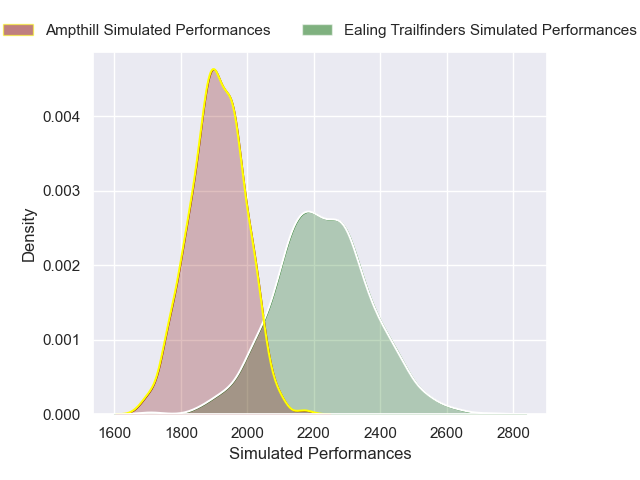 Ampthill Simulated Performances
Ealing Trailfinders Simulated Performances
0.004
0.003
0.002
0.001
0.000
Density
1600 1800 2000 2200 2400 2600 2800
Simulated Performances